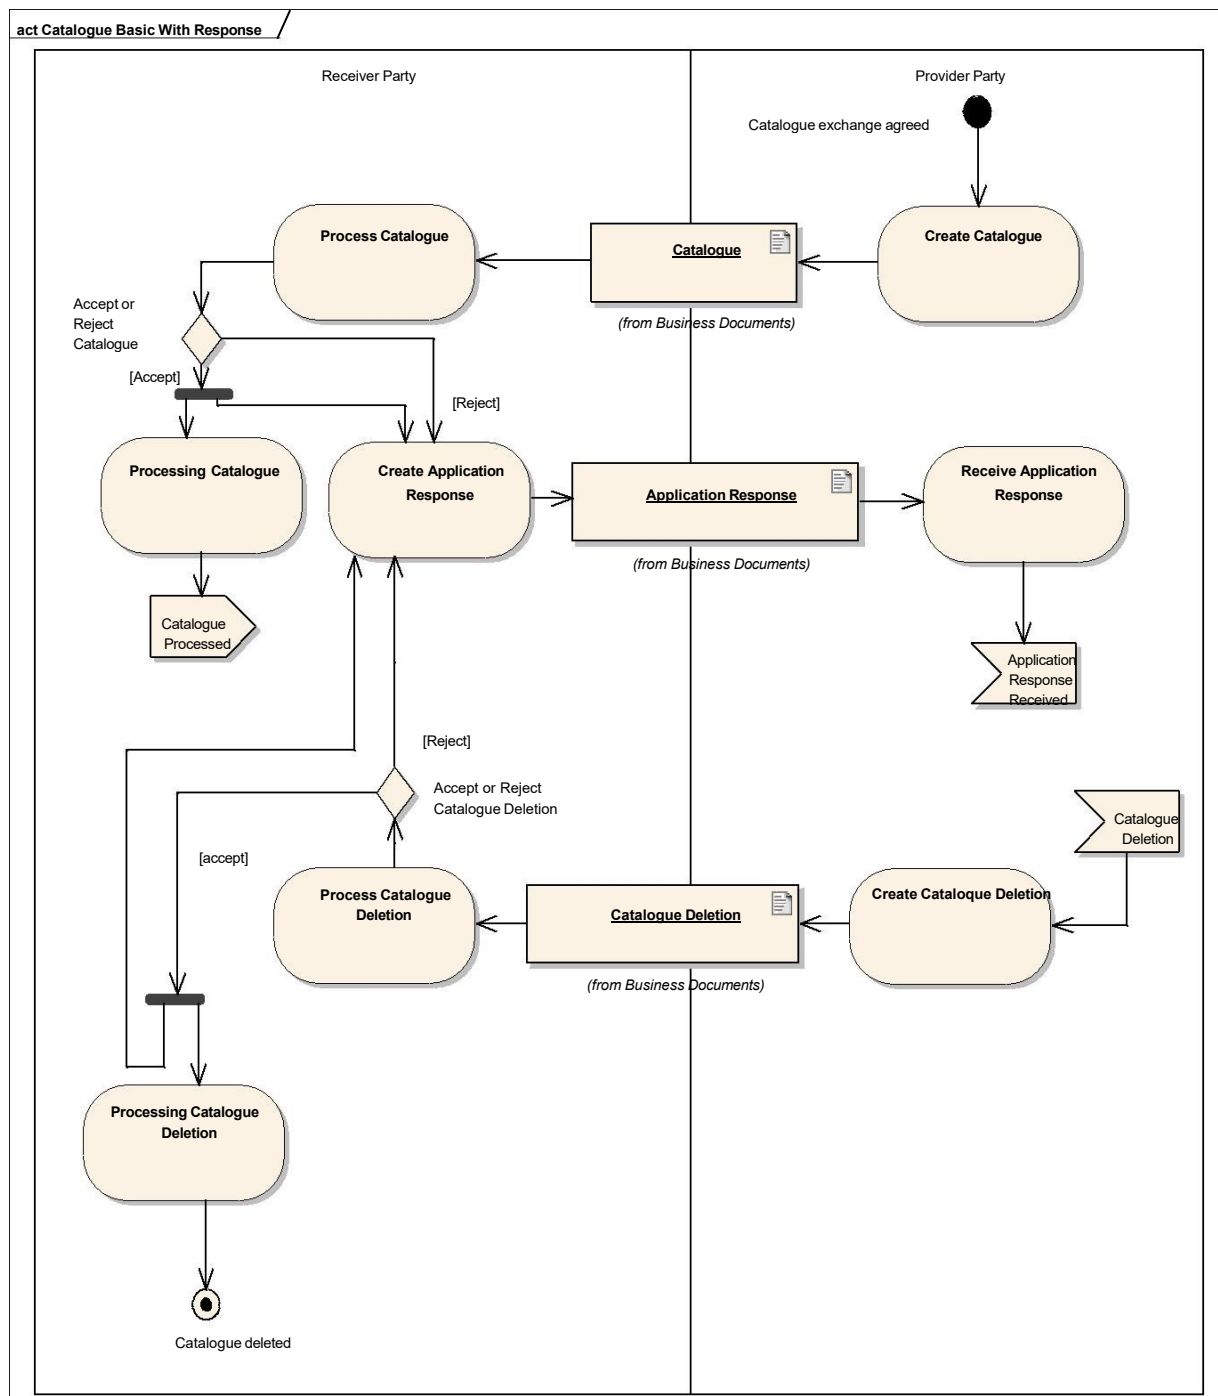 act Catalogue Basic With Response
Receiver Party
Provider Party
Catalogue exchange agreed
Process Catalogue
Catalogue
Create Catalogue
(from Business Documents)
Accept or
Reject
Catalogue
[Accept]
[Reject]
Processing Catalogue
Create Application
Response
Application Response
Receive Application
Response
(from Business Documents)
Catalogue
Processed
Application
Response
Received
[Reject]
Accept or Reject
Catalogue Deletion
Catalogue
Deletion
[accept]
Process Catalogue
Deletion
Catalogue Deletion
Create Cataloque Deletion
(from Business Documents)
Processing Catalogue
Deletion
Catalogue deleted